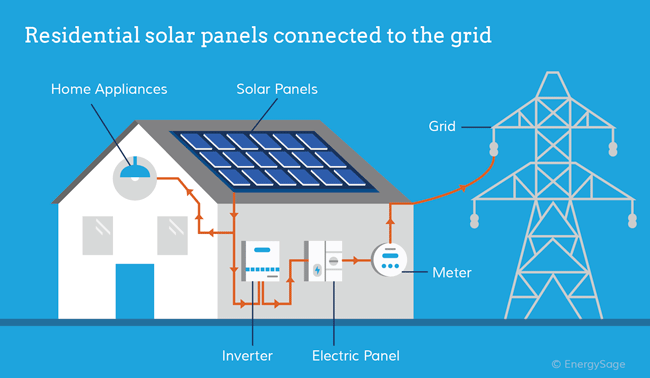 Residential solar panels connected to the grid
Home Appliances
Solar Panels
Grid
Meter
Inverter
Electric Panel
© EnergySage